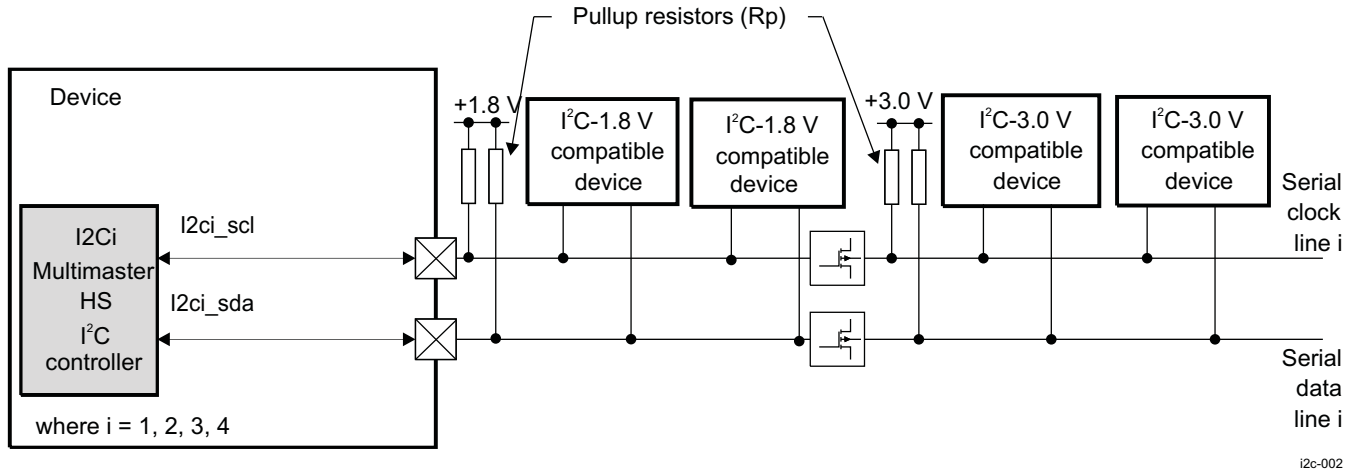 Pullup resistors (Rp)
Device
+1.8 V
I²C-1.8 V
compatible
device
I²C-1.8 V
compatible
device
+3.0 V
I²C-3.0 V
compatible
device
I²C-3.0 V
compatible
device
Serial
clock
line i
I2Ci
Multimaster
HS
I²C
controller
I2ci_scl
I2ci_sda
Serial
data
line i
where i = 1, 2, 3, 4
i2c-002